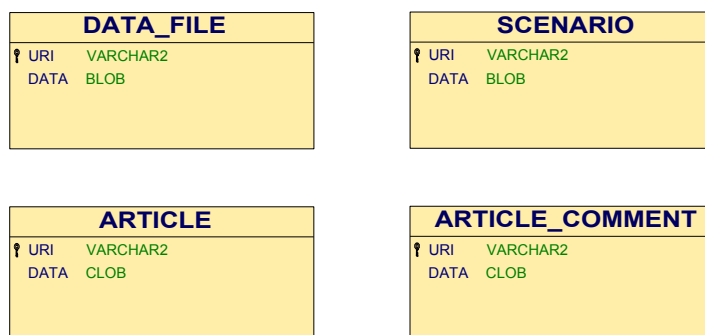 DATA_FILE
URI VARCHAR2
DATA BLOB
SCENARIO
URI VARCHAR2
DATA BLOB
ARTICLE
URI VARCHAR2
DATA CLOB
ARTICLE_COMMENT
URI VARCHAR2
DATA CLOB